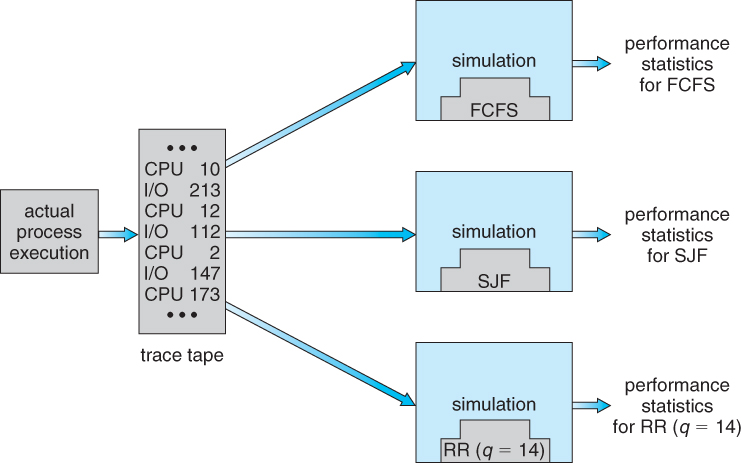 actual
process
execution
• • •
CPU 10
I/O 213
CPU 12
I/O 112
CPU 2
I/O 147
CPU 173
• • •
trace tape
simulation
FCFS
performance
statistics
for FCFS
simulation
SJF
performance
statistics
for SJF
simulation
RR (q = 14)
performance
statistics
for RR (q = 14)